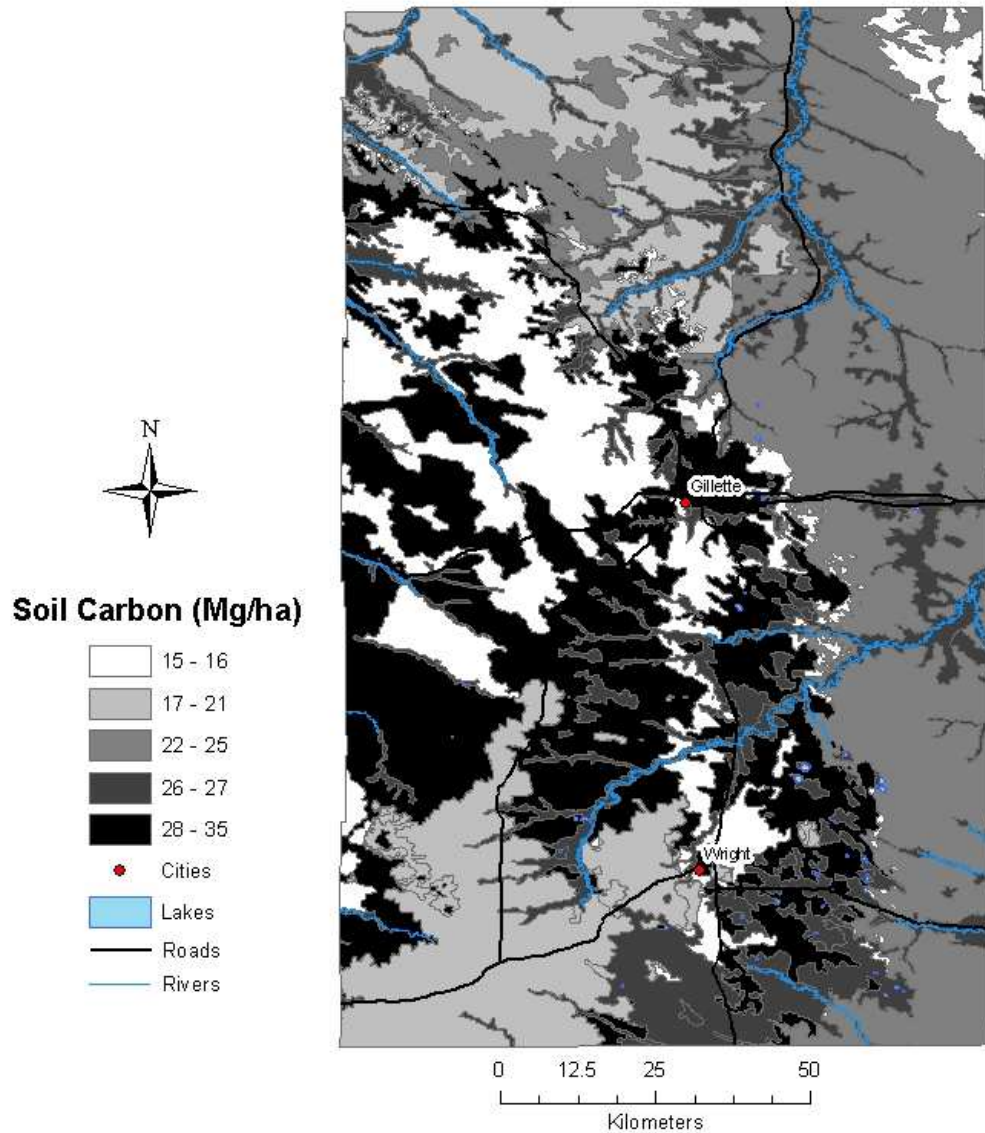 N
Gillette
Soil Carbon (Mg/ha)
15 - 16
17 - 21
22 - 25
26 - 27
28 - 35
Cities
Lakes
Roads
Rivers
Wright
0 12.5 25 50
Kilometers